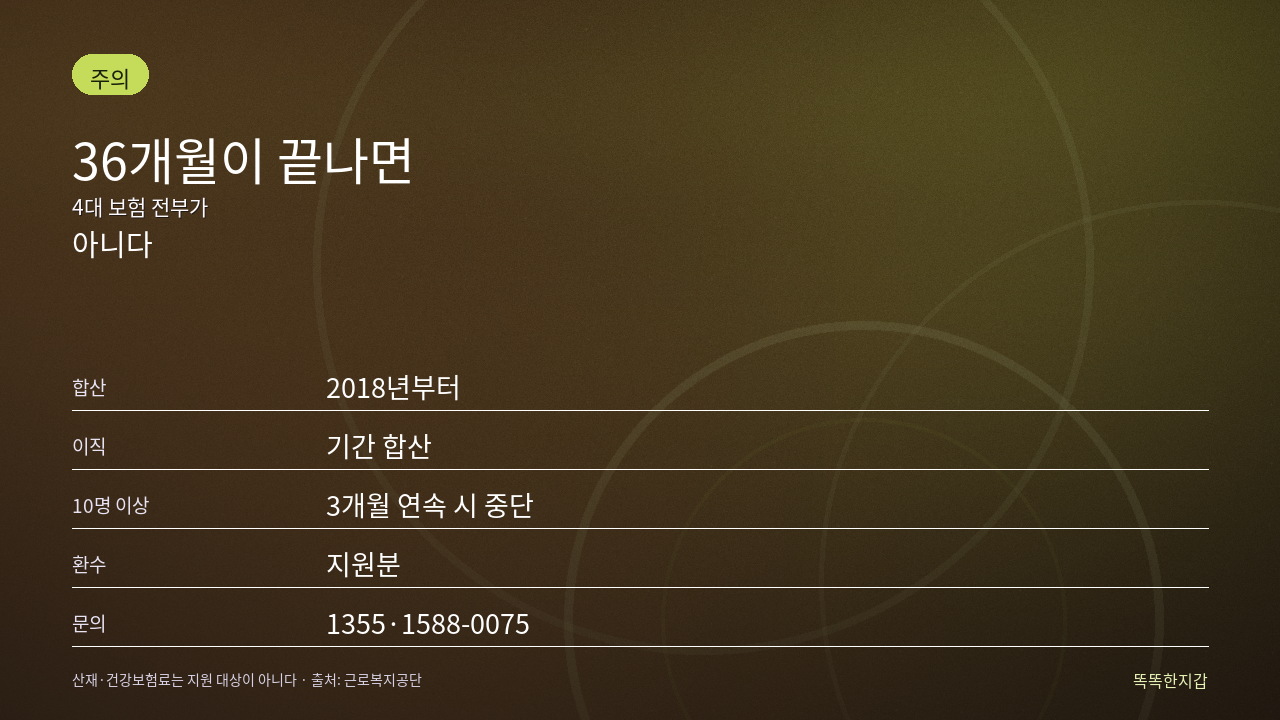 주의
36개월이 끝나면
4대 보험 전부가
아니다
합산 2018년부터
이직 기간 합산
10명 이상 3개월 연속 시 중단
환수 지원분
문의 1355·1588-0075
산재·건강보험료는 지원 대상이 아니다 · 출처: 근로복지공단
똑똑한지갑